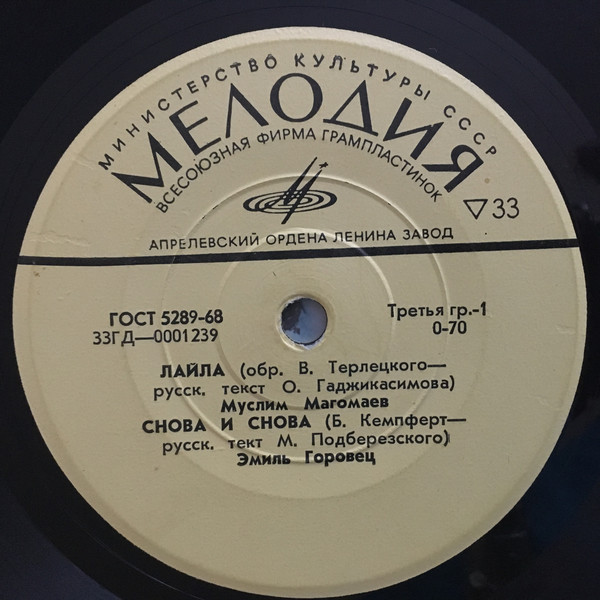 МИНИСТЕРСТВО КУЛЬТУРЫ СССР
МЕЛОДИЯ
ВСЕСОЮЗНАЯ ФИРМА ГРАМПЛАСТИНОК
▽33
АПРЕЛЕВСКИЙ ОРДЕНА ЛЕНИНА ЗАВОД
ГОСТ 5289-68
33ГД—0001239
Третья гр.-1
0-70
ЛАЙЛА (обр. В. Терлецкого—
русск. текст О. Гаджикасимова)
Муслим Магомаев
СНОВА И СНОВА (Б. Кемпферт—
русск. тект М. Подберезского)
Эмиль Горовец